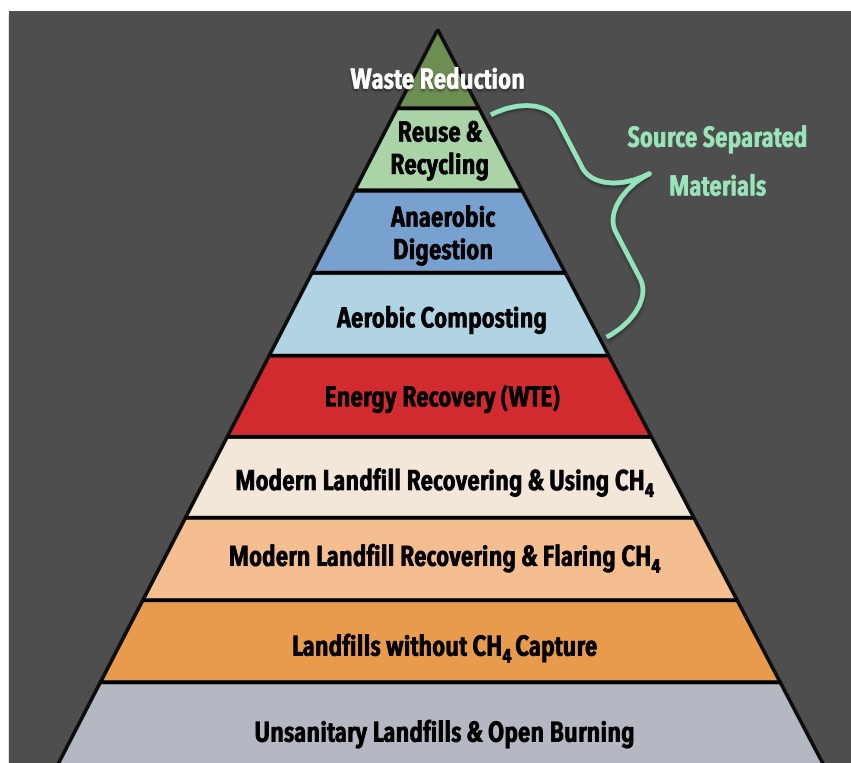 Waste Reduction
Reuse &
Recycling
Source Separated
Materials
Anaerobic
Digestion
Aerobic Composting
Energy Recovery (WTE)
Modern Landfill Recovering & Using CH₄
Modern Landfill Recovering & Flaring CH₄
Landfills without CH₄ Capture
Unsanitary Landfills & Open Burning